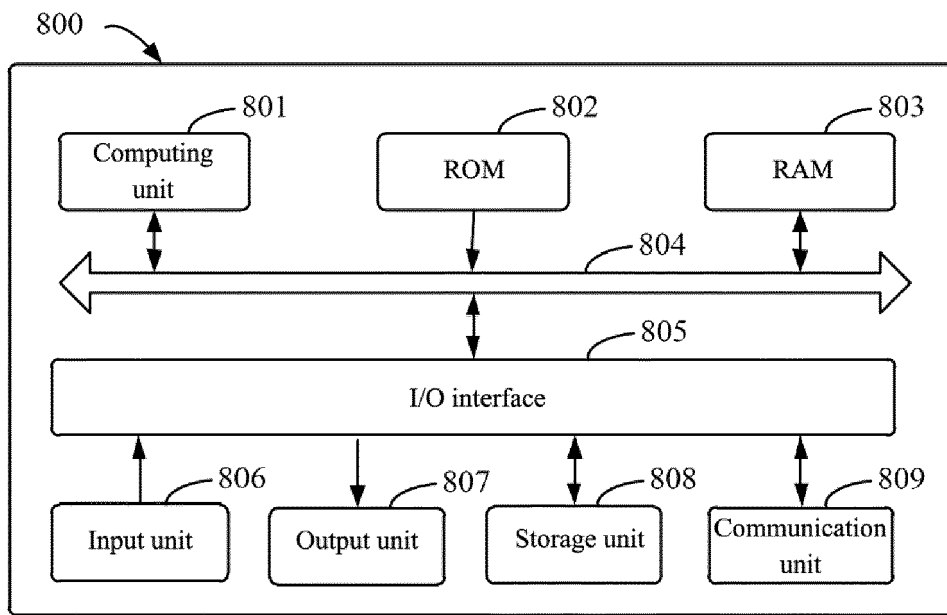 800
801
802
803
Computing
unit
ROM
RAM
804
805
I/O interface
806
807
808
809
Input unit
Output unit
Storage unit
Communication
unit